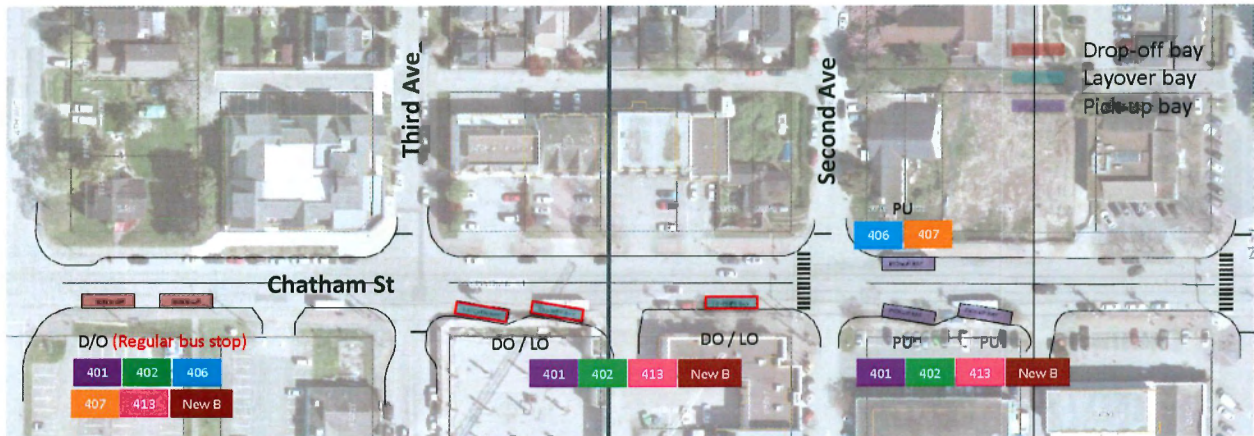 Third Ave
Second Ave
Drop-off bay
Layover bay
Pick-up bay
PU
406 407
Chatham St
D/O (Regular bus stop)
401 402 406
407 413 New B
DO / LO
DO / LO
401 402 413 New B
PU PU
401 402 413 New B